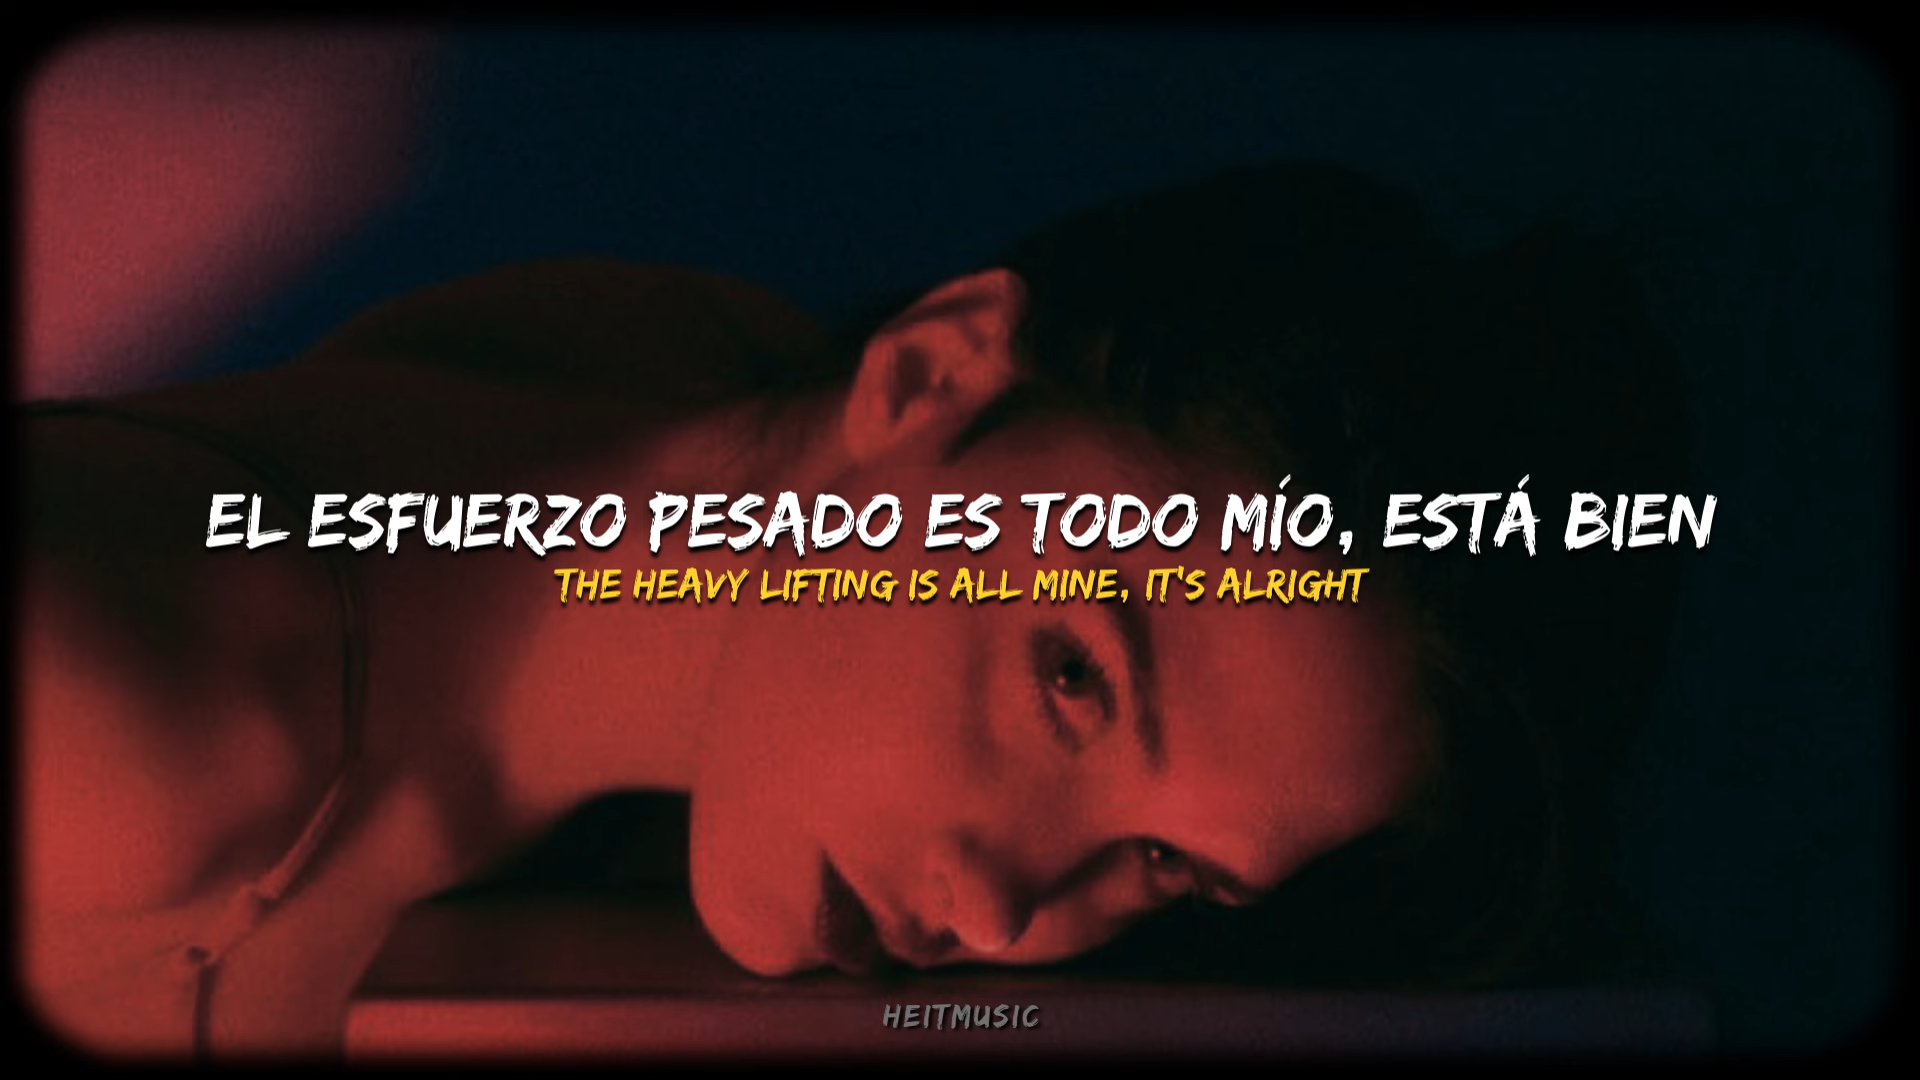 EL ESFUERZO PESADO ES TODO MÍO, ESTÁ BIEN
THE HEAVY LIFTING IS ALL MINE, IT'S ALRIGHT
HEITMUSIC